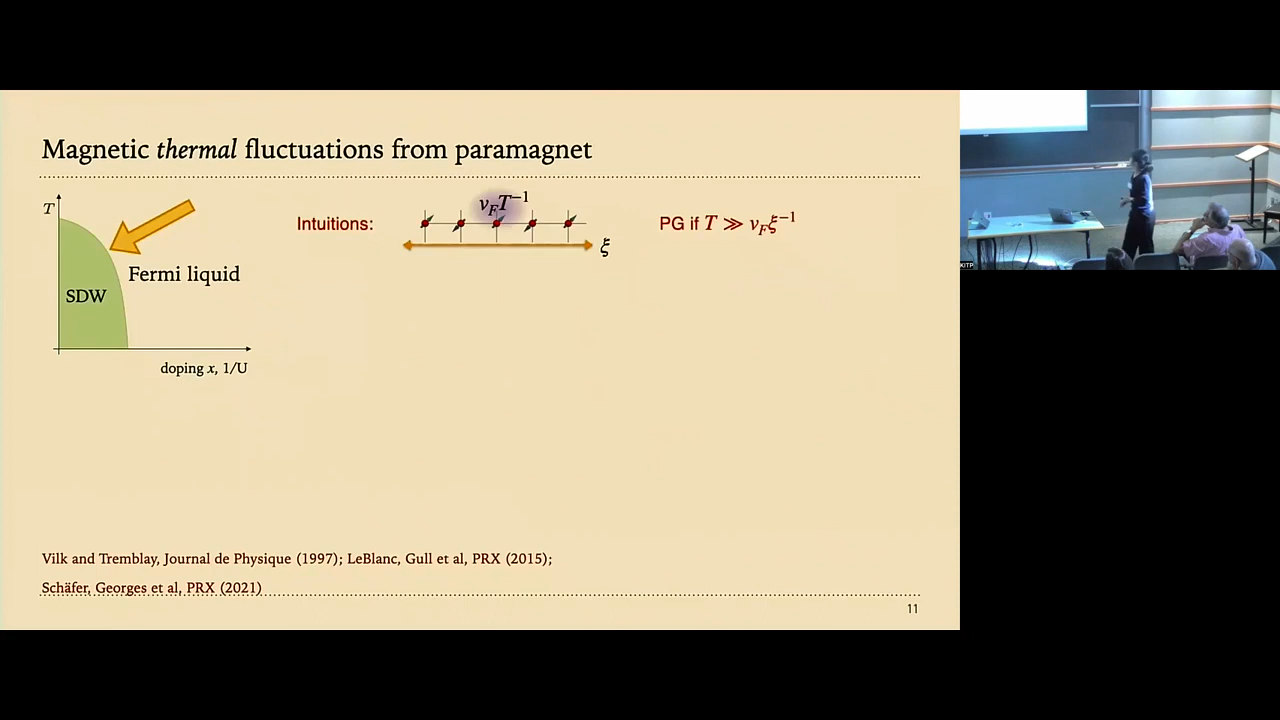 Magnetic thermal fluctuations from paramagnet
T
Fermi liquid
SDW
doping x, 1/U
Intuitions:
v_F T⁻¹
ξ
PG if T ≫ v_F ξ⁻¹
Vilk and Tremblay, Journal de Physique (1997); LeBlanc, Gull et al, PRX (2015);
Schäfer, Georges et al, PRX (2021)
11
KITP